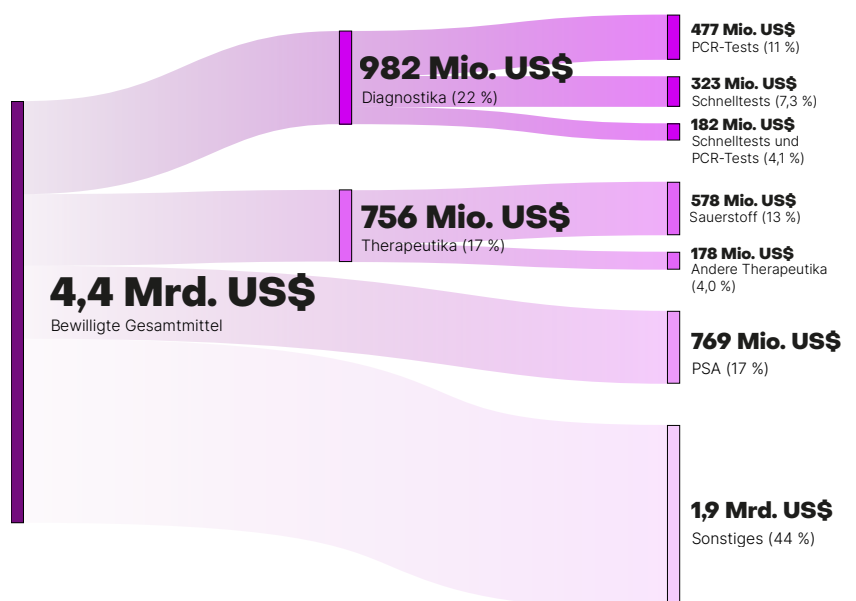 477 Mio. US$
PCR-Tests (11 %)
982 Mio. US$
Diagnostika (22 %)
323 Mio. US$
Schnelltests (7,3 %)
182 Mio. US$
Schnelltests und
PCR-Tests (4,1 %)
578 Mio. US$
Sauerstoff (13 %)
756 Mio. US$
Therapeutika (17 %)
178 Mio. US$
Andere Therapeutika
(4,0 %)
4,4 Mrd. US$
Bewilligte Gesamtmittel
769 Mio. US$
PSA (17 %)
1,9 Mrd. US$
Sonstiges (44 %)